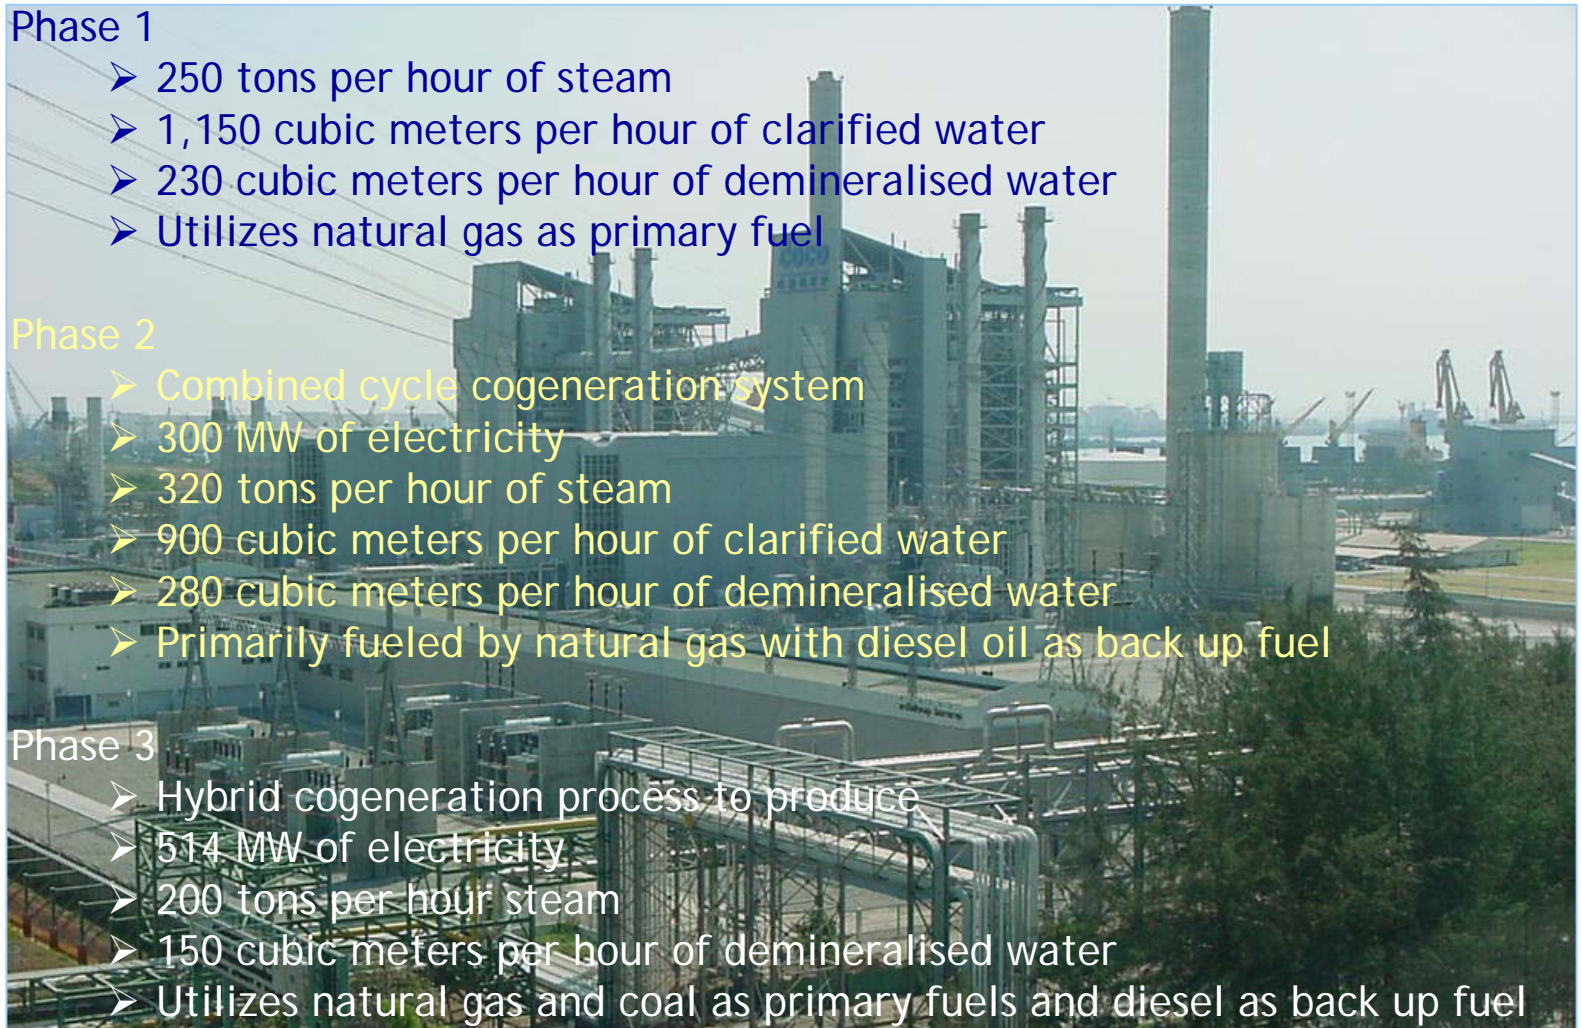 Phase 1
➢ 250 tons per hour of steam
➢ 1,150 cubic meters per hour of clarified water
➢ 230 cubic meters per hour of demineralised water
➢ Utilizes natural gas as primary fuel
COCO
Phase 2
➢ Combined cycle cogeneration system
➢ 300 MW of electricity
➢ 320 tons per hour of steam
➢ 900 cubic meters per hour of clarified water
➢ 280 cubic meters per hour of demineralised water
➢ Primarily fueled by natural gas with diesel oil as back up fuel
Phase 3
➢ Hybrid cogeneration process to produce
➢ 514 MW of electricity
➢ 200 tons per hour steam
➢ 150 cubic meters per hour of demineralised water
➢ Utilizes natural gas and coal as primary fuels and diesel as back up fuel